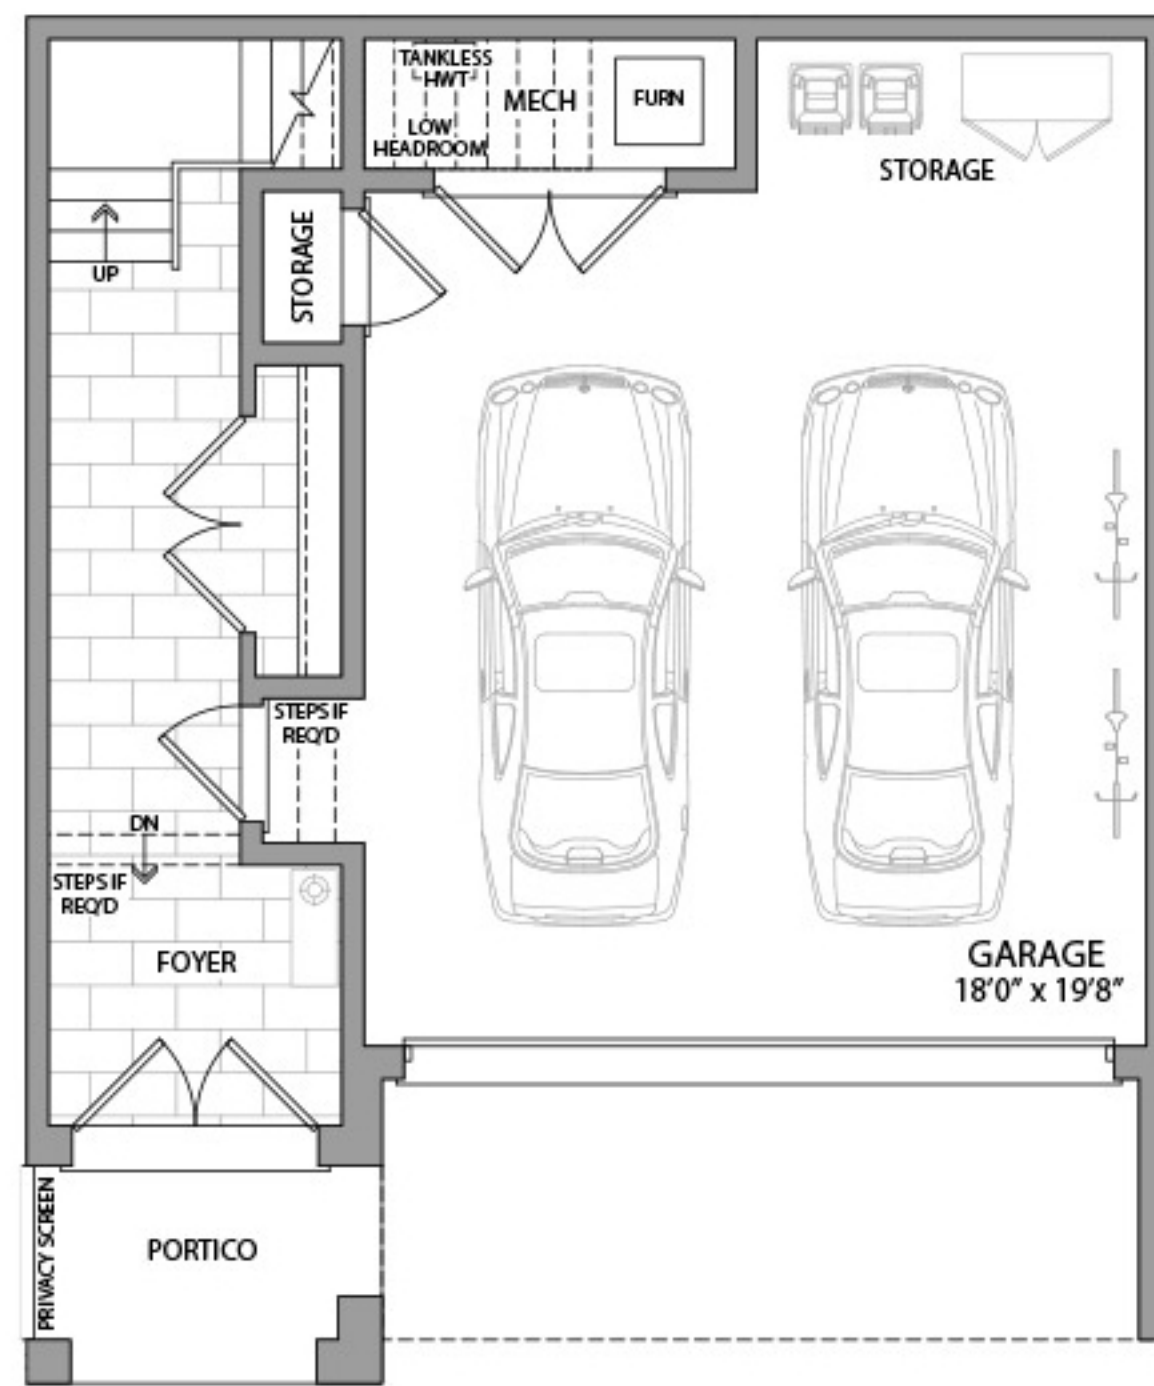 TANKLESS
HWT
MECH
FURN
LOW
HEADROOM
STORAGE
STORAGE
UP
STEPS IF
REQ'D
DN
STEPS IF
REQ'D
FOYER
GARAGE
18'0" x 19'8"
PRIVACY SCREEN
PORTICO